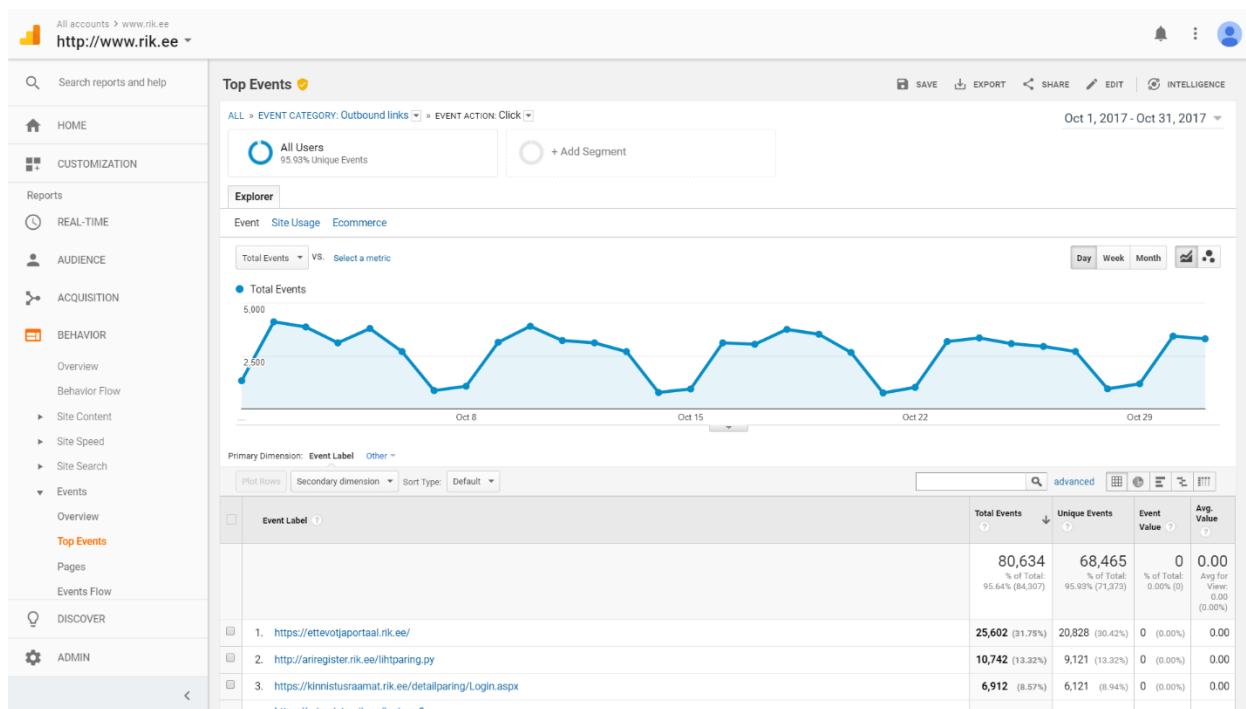 All accounts > www.rik.ee
http://www.rik.ee
Search reports and help
HOME
CUSTOMIZATION
Reports
REAL-TIME
AUDIENCE
ACQUISITION
BEHAVIOR
Overview
Behavior Flow
Site Content
Site Speed
Site Search
Events
Overview
Top Events
Pages
Events Flow
DISCOVER
ADMIN
Top Events
SAVE EXPORT SHARE EDIT INTELLIGENCE
ALL » EVENT CATEGORY: Outbound links » EVENT ACTION: Click
Oct 1, 2017 - Oct 31, 2017
All Users
95.93% Unique Events
+ Add Segment
Explorer
Event Site Usage Ecommerce
Total Events VS. Select a metric
Day Week Month
Total Events
5,000
2,500
... Oct 8 Oct 15 Oct 22 Oct 29
Primary Dimension: Event Label Other
Plot Rows Secondary dimension Sort Type: Default advanced
Event Label ? Total Events ? Unique Events ? Event Value ? Avg. Value ?
80,634 68,465 0 0.00
% of Total: 95.64% (84,307) % of Total: 95.93% (71,373) % of Total: 0.00% (0) Avg for View: 0.00 (0.00%)
1. https://ettevotjaportaal.rik.ee/ 25,602 (31.75%) 20,828 (30.42%) 0 (0.00%) 0.00
2. http://ariregister.rik.ee/lihtparing.py 10,742 (13.32%) 9,121 (13.32%) 0 (0.00%) 0.00
3. https://kinnistusraamat.rik.ee/detailparing/Login.aspx 6,912 (8.57%) 6,121 (8.94%) 0 (0.00%) 0.00